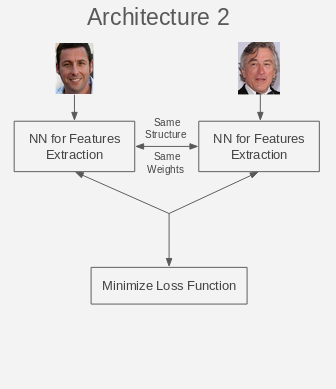 Architecture 2
NN for Features
Extraction
Same
Structure
Same
Weights
NN for Features
Extraction
Minimize Loss Function